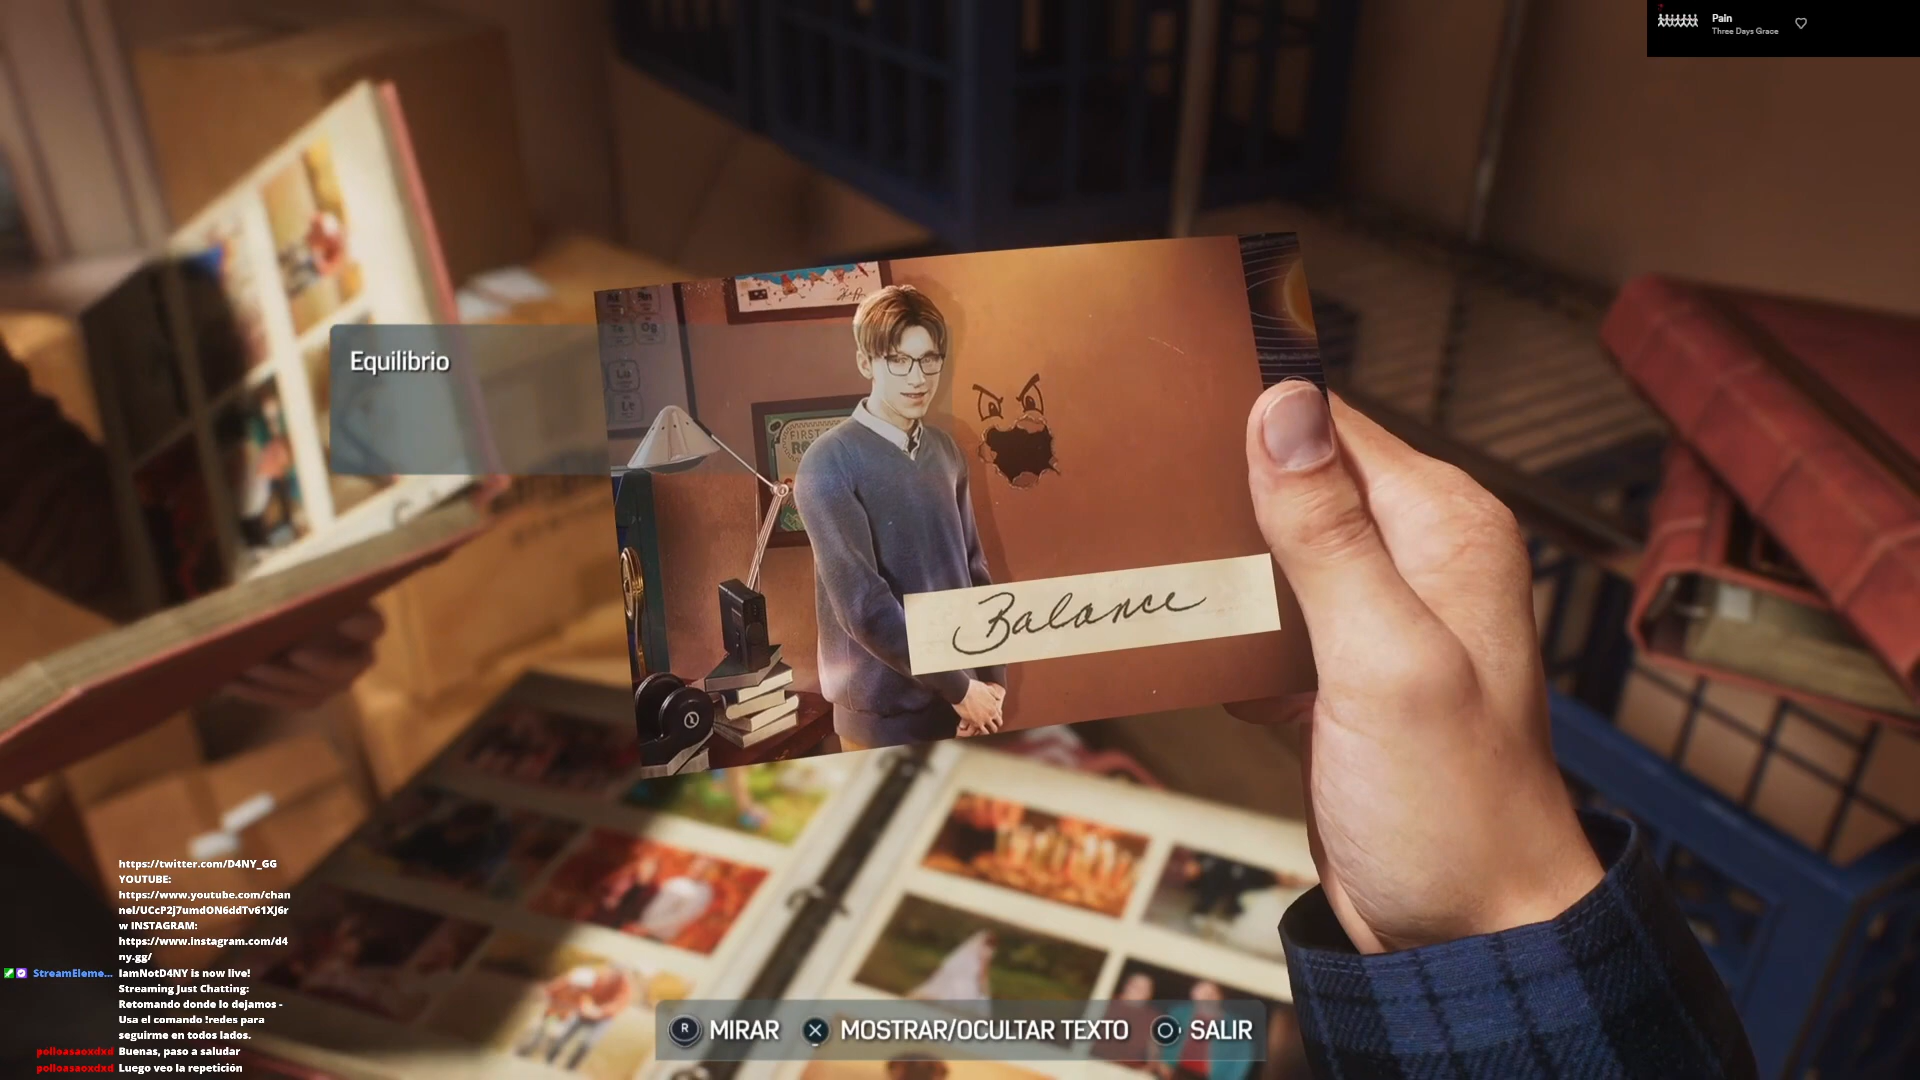 Pain
Three Days Grace
Equilibrio
Og
Lu
FIRST
Balance
https://twitter.com/D4NY_GG
YOUTUBE:
https://www.youtube.com/chan
nel/UCcP2j7umdON6ddTv61XJ6r
w INSTAGRAM:
https://www.instagram.com/d4
ny.gg/
StreamEleme... IamNotD4NY is now live!
Streaming Just Chatting:
Retomando donde lo dejamos -
Usa el comando !redes para
seguirme en todos lados.
polloasaoxdxd Buenas, paso a saludar
polloasaoxdxd Luego veo la repetición
R MIRAR MOSTRAR/OCULTAR TEXTO SALIR